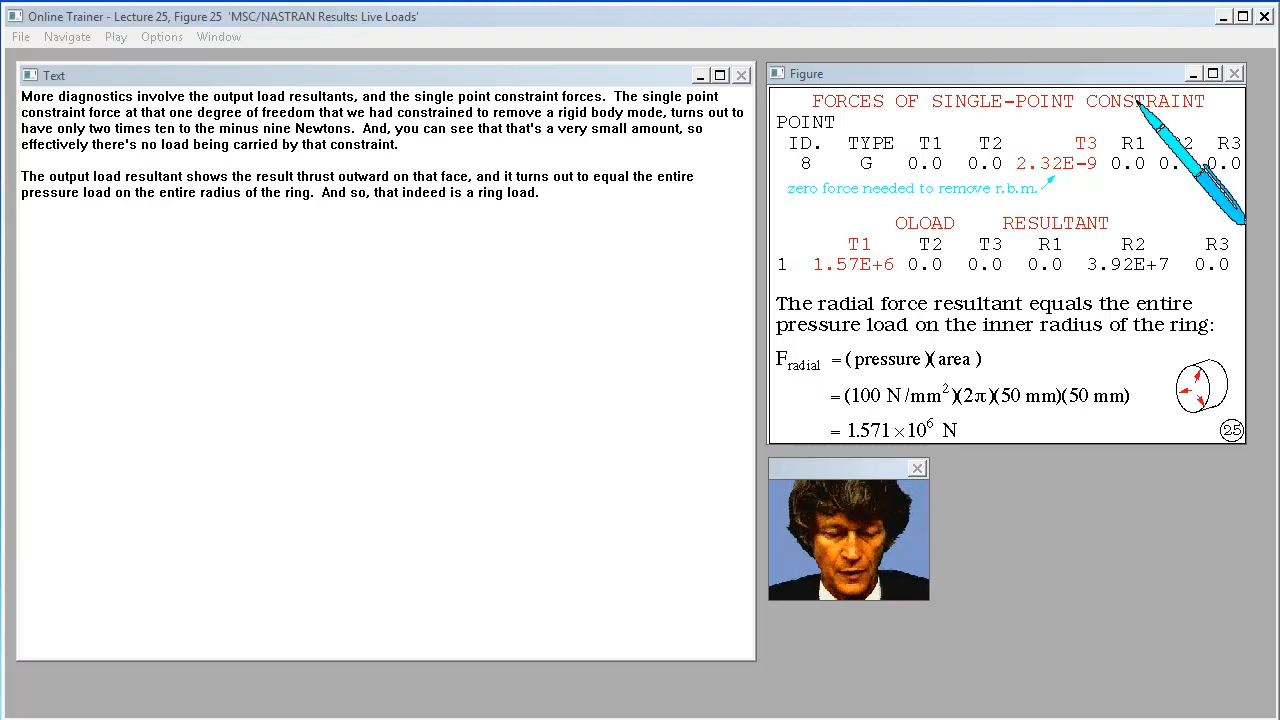 Online Trainer - Lecture 25, Figure 25 'MSC/NASTRAN Results: Live Loads'
File Navigate Play Options Window
Text
More diagnostics involve the output load resultants, and the single point constraint forces. The single point
constraint force at that one degree of freedom that we had constrained to remove a rigid body mode, turns out to
have only two times ten to the minus nine Newtons. And, you can see that that's a very small amount, so
effectively there's no load being carried by that constraint.
The output load resultant shows the result thrust outward on that face, and it turns out to equal the entire
pressure load on the entire radius of the ring. And so, that indeed is a ring load.
Figure
FORCES OF SINGLE-POINT CONSTRAINT
POINT
ID. TYPE T1 T2 T3 R1 R2 R3
8 G 0.0 0.0 2.32E-9 0.0 0.0 0.0
zero force needed to remove r.b.m.
OLOAD RESULTANT
T1 T2 T3 R1 R2 R3
1 1.57E+6 0.0 0.0 0.0 3.92E+7 0.0
The radial force resultant equals the entire
pressure load on the inner radius of the ring:
F radial = (pressure)(area)
= (100 N/mm²)(2π)(50 mm)(50 mm)
= 1.571×10⁶ N
25